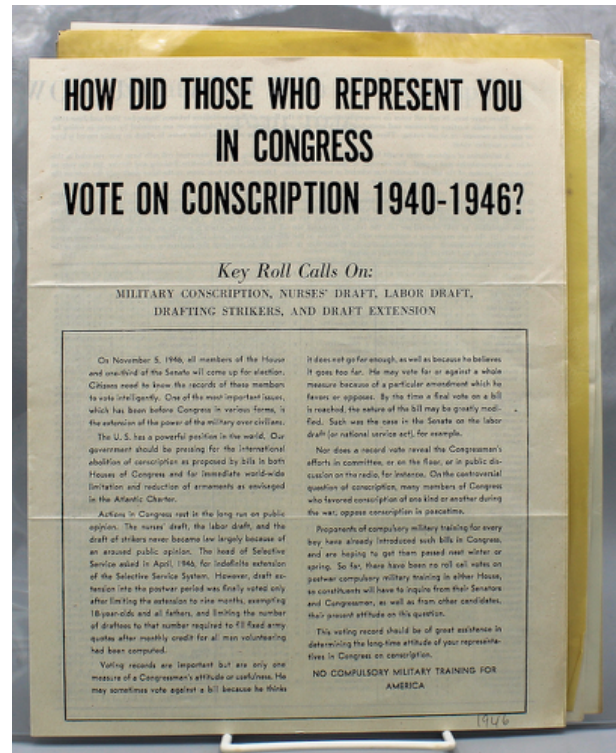 HOW DID THOSE WHO REPRESENT YOU
IN CONGRESS
VOTE ON CONSCRIPTION 1940-1946?
Key Roll Calls On:
MILITARY CONSCRIPTION, NURSES' DRAFT, LABOR DRAFT,
DRAFTING STRIKERS, AND DRAFT EXTENSION
On November 5, 1946, all members of the House
and one-third of the Senate will come up for election.
Citizens need to know the records of these members
to vote intelligently. One of the most important issues,
which has been before Congress in various forms, is
the extension of the power of the military over civilians.
The U. S. has a powerful position in the world. Our
government should be pressing for the international
abolition of conscription as proposed by bills in both
Houses of Congress and for immediate world-wide
limitation and reduction of armaments as envisaged
in the Atlantic Charter.
Actions in Congress rest in the long run on public
opinion. The nurses' draft, the labor draft, and the
draft of strikers never became law largely because of
an aroused public opinion. The head of Selective
Service asked in April, 1946, for indefinite extension
of the Selective Service System. However, draft ex-
tension into the postwar period was finally voted only
after limiting the extension to nine months, exempting
18-year-olds and all fathers, and limiting the number
of draftees to that number required to fill fixed army
quotas after monthly credit for all men volunteering
had been computed.
Voting records are important but are only one
measure of a Congressman's attitude or usefulness. He
may sometimes vote against a bill because he thinks
it does not go far enough, as well as because he believes
it goes too far. He may vote for or against a whole
measure because of a particular amendment which he
favors or opposes. By the time a final vote on a bill
is reached, the nature of the bill may be greatly modi-
fied. Such was the case in the Senate on the labor
draft (or national service act), for example.
Nor does a record vote reveal the Congressman's
efforts in committee, or on the floor, or in public dis-
cussion on the radio, for instance. On the controversial
question of conscription, many members of Congress
who favored conscription of one kind or another during
the war, oppose conscription in peacetime.
Proponents of compulsory military training for every
boy have already introduced such bills in Congress,
and are hoping to get them passed next winter or
spring. So far, there have been no roll call votes on
postwar compulsory military training in either House,
so constituents will have to inquire from their Senators
and Congressman, as well as from other candidates,
their present attitude on this question.
This voting record should be of great assistance in
determining the long-time attitude of your representa-
tives in Congress on conscription.
NO COMPULSORY MILITARY TRAINING FOR
AMERICA
1946